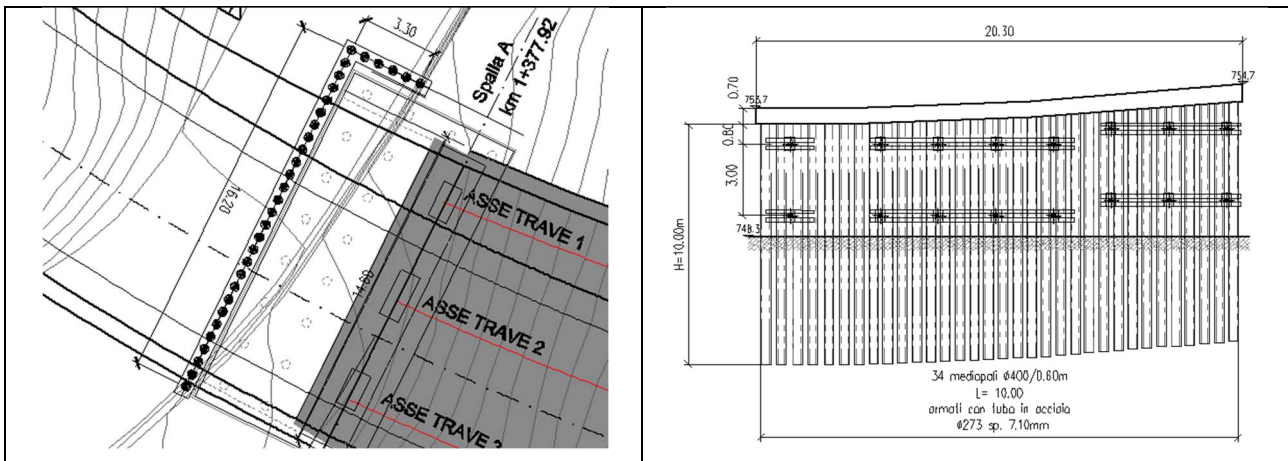 3.30
Spalla A
km 1+377.92
16.20
14.60
ASSE TRAVE 1
ASSE TRAVE 2
ASSE TRAVE 3
20.30
0.70
753.7
754.7
0.80
3.00
748.3
H=10.00m
34 mediopali Ø400/0.60m
L= 10.00
armati con tubo in acciaio
Ø273 sp. 7.10mm